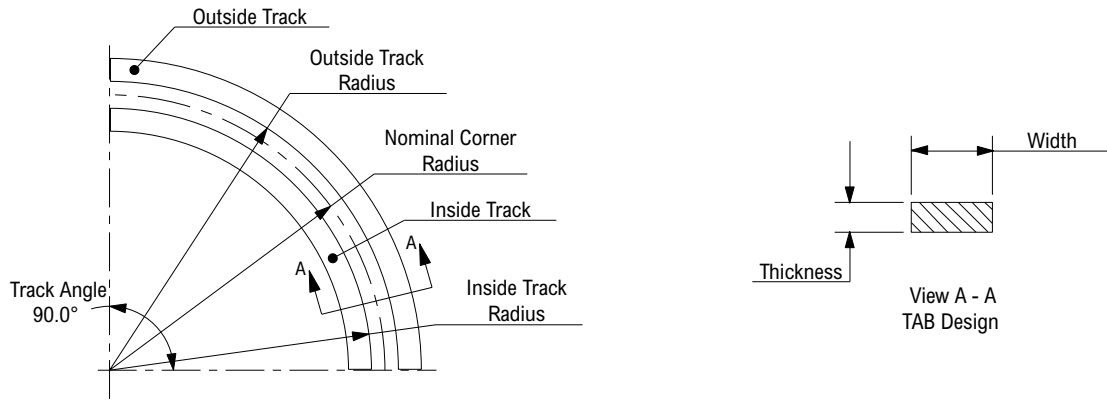 Outside Track
Outside Track
Radius
Nominal Corner
Radius
Inside Track
A
A
Inside Track
Radius
Track Angle
90.0°
Width
Thickness
View A - A
TAB Design